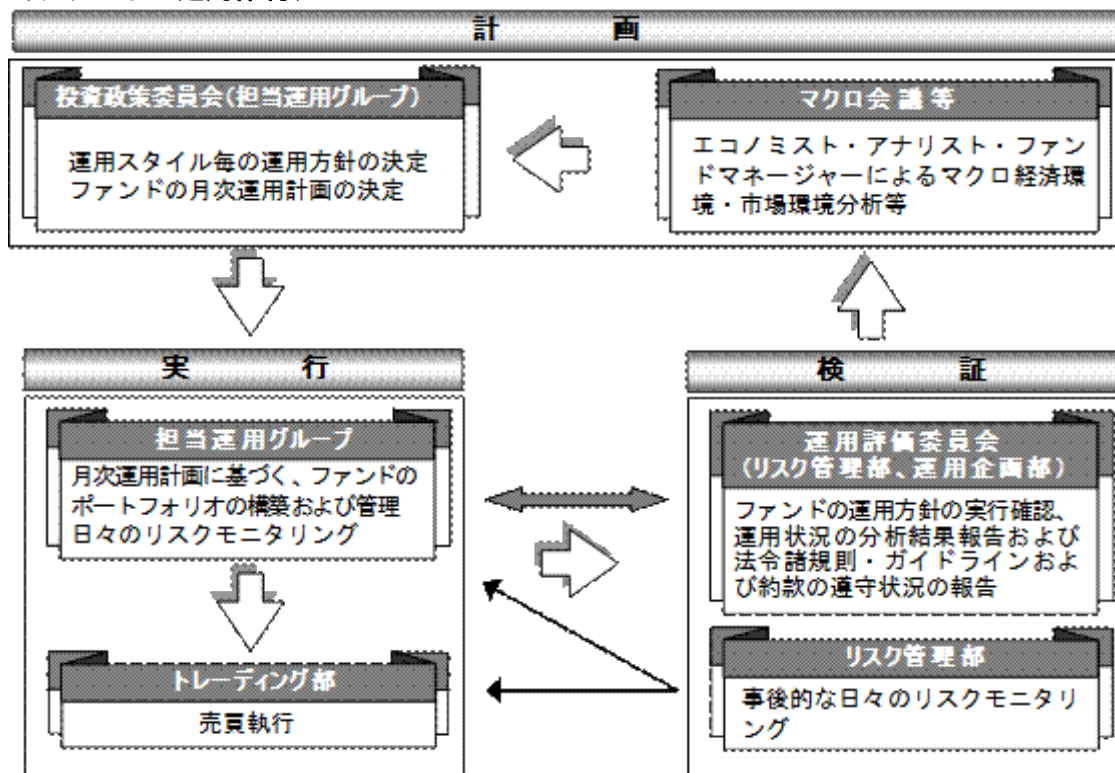 計 画
投資政策委員会(担当運用グループ)
運用スタイル毎の運用方針の決定
ファンドの月次運用計画の決定
マクロ会議等
エコノミスト・アナリスト・ファン
ドマネージャーによるマクロ経済環
境・市場環境分析等
実 行
担当運用グループ
月次運用計画に基づく、ファンドの
ポートフォリオの構築および管理
日々のリスクモニタリング
トレーディング部
売買執行
検 証
運用評価委員会
(リスク管理部、運用企画部)
ファンドの運用方針の実行確認、
運用状況の分析結果報告および
法令諸規則・ガイドラインおよ
び約款の遵守状況の報告
リスク管理部
事後的な日々のリスクモニタリ
ング